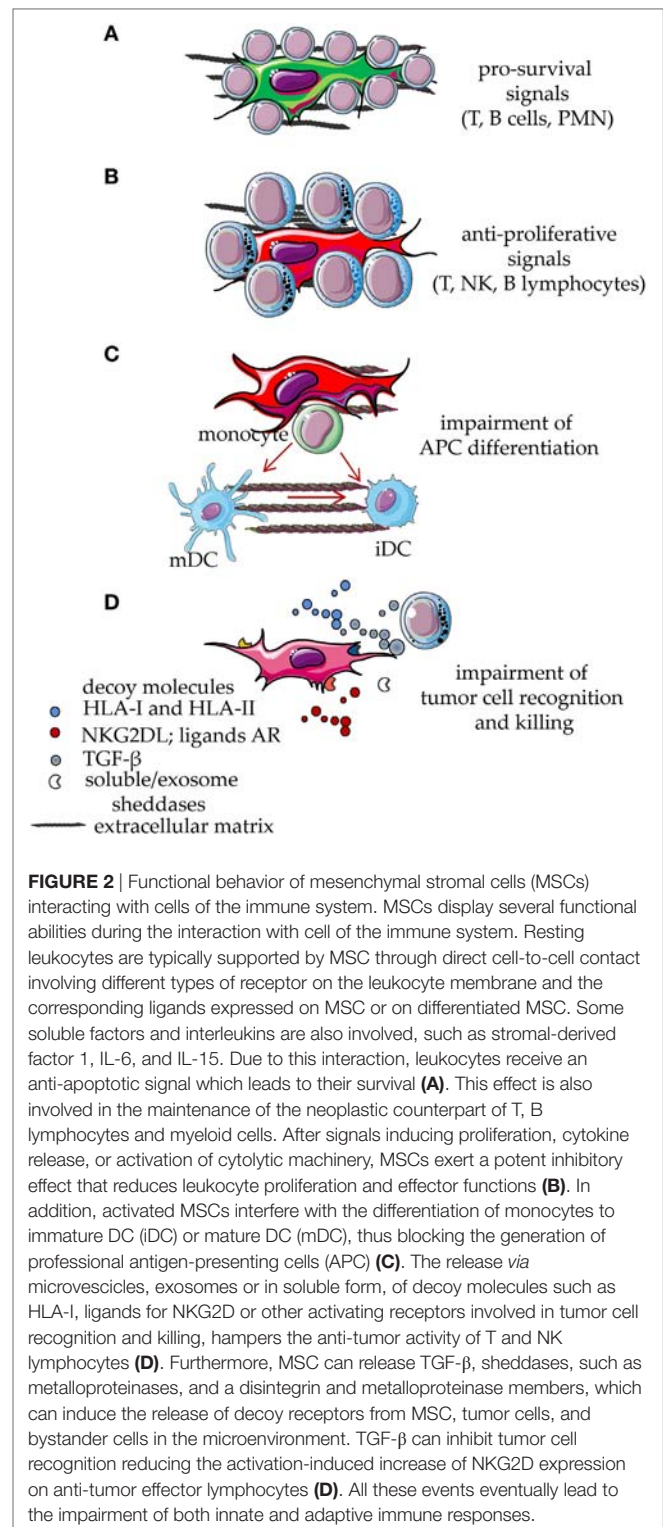 A
pro-survival
signals
(T, B cells, PMN)
B
anti-proliferative
signals
(T, NK, B lymphocytes)
C
monocyte
impairment of
APC differentiation
mDC
iDC
D
impairment of
tumor cell recognition
and killing
decoy molecules
HLA-I and HLA-II
NKG2DL; ligands AR
TGF-β
soluble/exosome
sheddases
extracellular matrix
FIGURE 2 | Functional behavior of mesenchymal stromal cells (MSCs)
interacting with cells of the immune system. MSCs display several functional
abilities during the interaction with cell of the immune system. Resting
leukocytes are typically supported by MSC through direct cell-to-cell contact
involving different types of receptor on the leukocyte membrane and the
corresponding ligands expressed on MSC or on differentiated MSC. Some
soluble factors and interleukins are also involved, such as stromal-derived
factor 1, IL-6, and IL-15. Due to this interaction, leukocytes receive an
anti-apoptotic signal which leads to their survival (A). This effect is also
involved in the maintenance of the neoplastic counterpart of T, B
lymphocytes and myeloid cells. After signals inducing proliferation, cytokine
release, or activation of cytolytic machinery, MSCs exert a potent inhibitory
effect that reduces leukocyte proliferation and effector functions (B). In
addition, activated MSCs interfere with the differentiation of monocytes to
immature DC (iDC) or mature DC (mDC), thus blocking the generation of
professional antigen-presenting cells (APC) (C). The release via
microvescicles, exosomes or in soluble form, of decoy molecules such as
HLA-I, ligands for NKG2D or other activating receptors involved in tumor cell
recognition and killing, hampers the anti-tumor activity of T and NK
lymphocytes (D). Furthermore, MSC can release TGF-β, sheddases, such as
metalloproteinases, and a disintegrin and metalloproteinase members, which
can induce the release of decoy receptors from MSC, tumor cells, and
bystander cells in the microenvironment. TGF-β can inhibit tumor cell
recognition reducing the activation-induced increase of NKG2D expression
on anti-tumor effector lymphocytes (D). All these events eventually lead to
the impairment of both innate and adaptive immune responses.